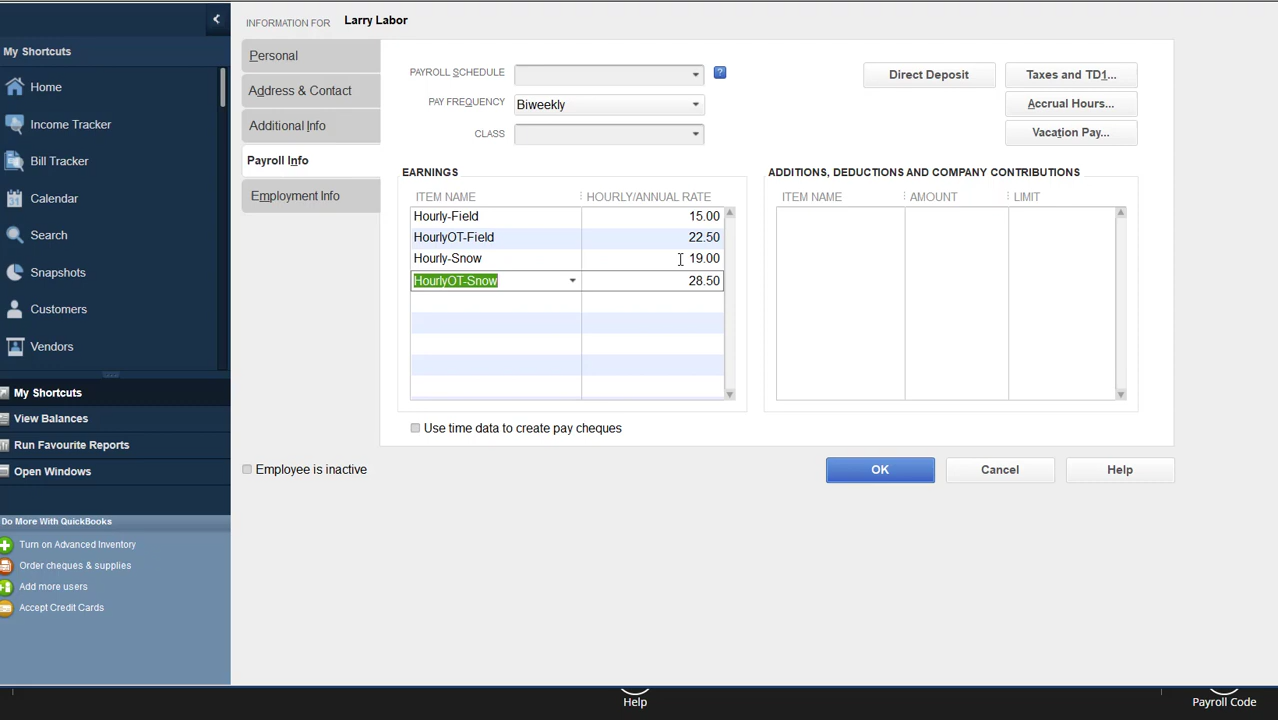 INFORMATION FOR Larry Labor
My Shortcuts
Home
Income Tracker
Bill Tracker
Calendar
Search
Snapshots
Customers
Vendors
My Shortcuts
View Balances
Run Favourite Reports
Open Windows
Do More With QuickBooks
Turn on Advanced Inventory
Order cheques & supplies
Add more users
Accept Credit Cards
Personal
Address & Contact
Additional Info
Payroll Info
Employment Info
PAYROLL SCHEDULE ?
PAY FREQUENCY Biweekly
CLASS
Direct Deposit
Taxes and TD1...
Accrual Hours...
Vacation Pay...
EARNINGS
ITEM NAME HOURLY/ANNUAL RATE
Hourly-Field 15.00
HourlyOT-Field 22.50
Hourly-Snow 19.00
HourlyOT-Snow 28.50
ADDITIONS, DEDUCTIONS AND COMPANY CONTRIBUTIONS
ITEM NAME AMOUNT LIMIT
Use time data to create pay cheques
Employee is inactive
OK
Cancel
Help
Help
Payroll Code